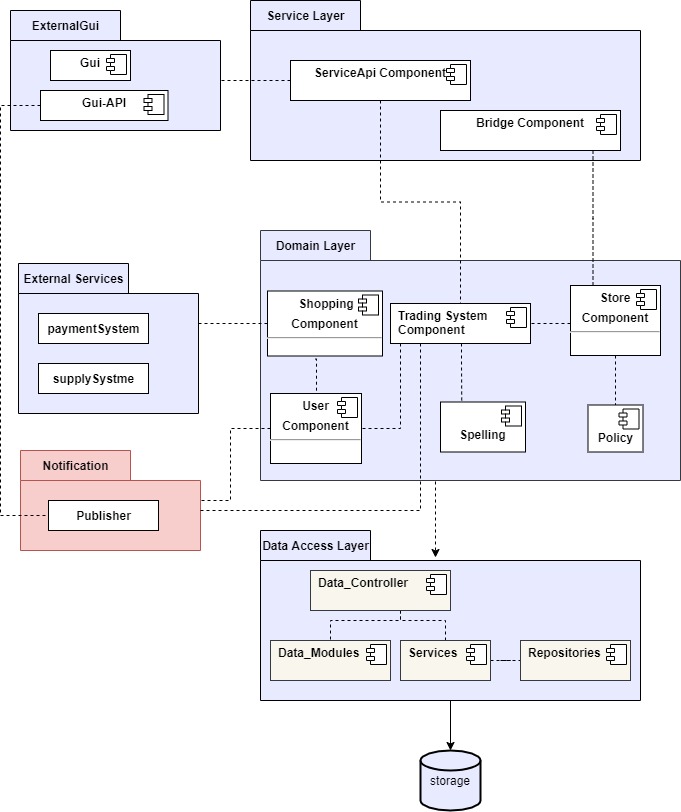 ExternalGui
Gui
Gui-API
Service Layer
ServiceApi Component
Bridge Component
Domain Layer
External Services
paymentSystem
supplySystme
Shopping
Component
Trading System
Component
Store
Component
User
Component
Spelling
Policy
Notification
Publisher
Data Access Layer
Data_Controller
Data_Modules
Services
Repositories
storage